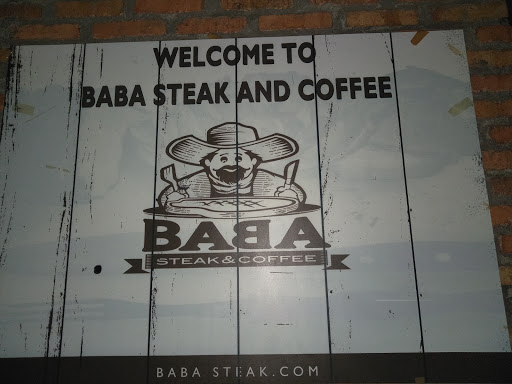 WELCOME TO
BABA STEAK AND COFFEE
BABA
STEAK&COFFEE
BABA STEAK.COM